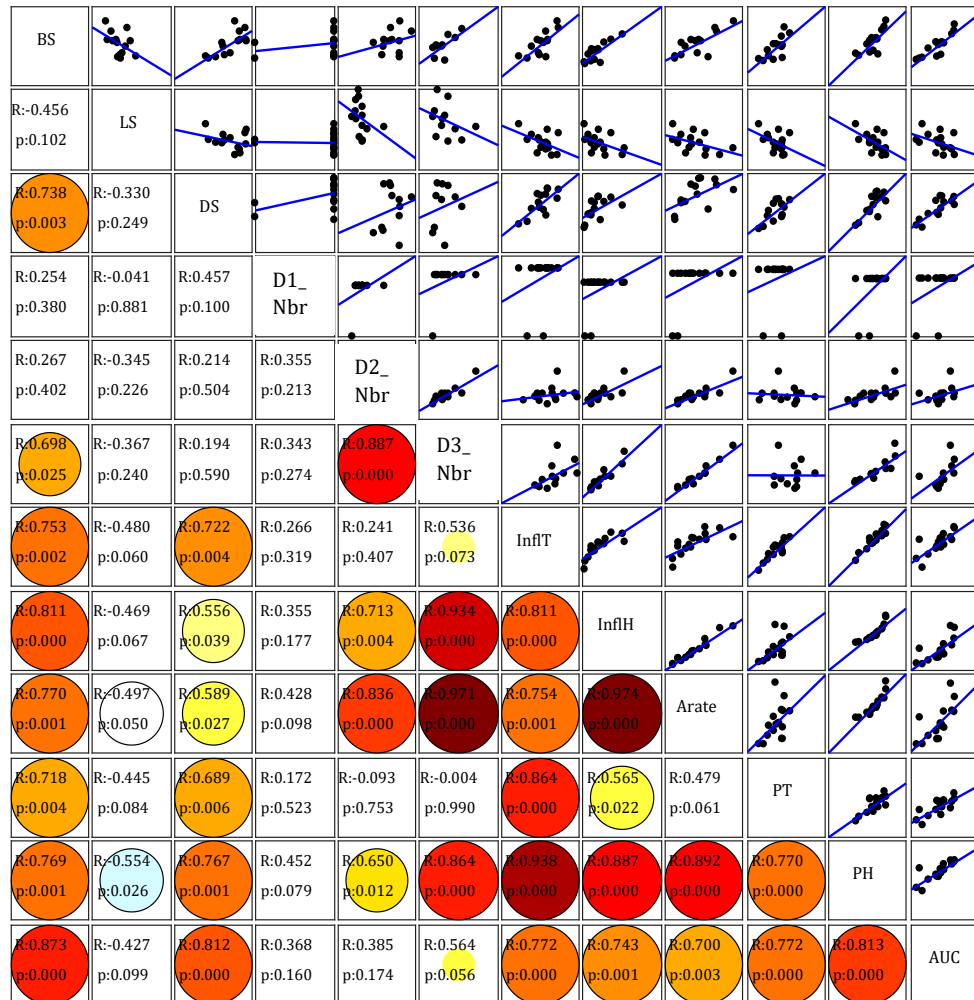 BS
R:-0.456
p:0.102
LS
R:0.738
p:0.003
R:-0.330
p:0.249
DS
R:0.254
p:0.380
R:-0.041
p:0.881
R:0.457
p:0.100
D1_
Nbr
R:0.267
p:0.402
R:-0.345
p:0.226
R:0.214
p:0.504
R:0.355
p:0.213
D2_
Nbr
R:0.698
p:0.025
R:-0.367
p:0.240
R:0.194
p:0.590
R:0.343
p:0.274
R:0.887
p:0.000
D3_
Nbr
R:0.753
p:0.002
R:-0.480
p:0.060
R:0.722
p:0.004
R:0.266
p:0.319
R:0.241
p:0.407
R:0.536
p:0.073
InflT
R:0.811
p:0.000
R:-0.469
p:0.067
R:0.556
p:0.039
R:0.355
p:0.177
R:0.713
p:0.004
R:0.934
p:0.000
R:0.811
p:0.000
InflH
R:0.770
p:0.001
R:-0.497
p:0.050
R:0.589
p:0.027
R:0.428
p:0.098
R:0.836
p:0.000
R:0.971
p:0.000
R:0.754
p:0.001
R:0.974
p:0.000
Arate
R:0.718
p:0.004
R:-0.445
p:0.084
R:0.689
p:0.006
R:0.172
p:0.523
R:-0.093
p:0.753
R:-0.004
p:0.990
R:0.864
p:0.000
R:0.565
p:0.022
R:0.479
p:0.061
PT
R:0.769
p:0.001
R:-0.554
p:0.026
R:0.767
p:0.001
R:0.452
p:0.079
R:0.650
p:0.012
R:0.864
p:0.000
R:0.938
p:0.000
R:0.887
p:0.000
R:0.892
p:0.000
R:0.770
p:0.000
PH
R:0.873
p:0.000
R:-0.427
p:0.099
R:0.812
p:0.000
R:0.368
p:0.160
R:0.385
p:0.174
R:0.564
p:0.056
R:0.772
p:0.000
R:0.743
p:0.001
R:0.700
p:0.003
R:0.772
p:0.000
R:0.813
p:0.000
AUC